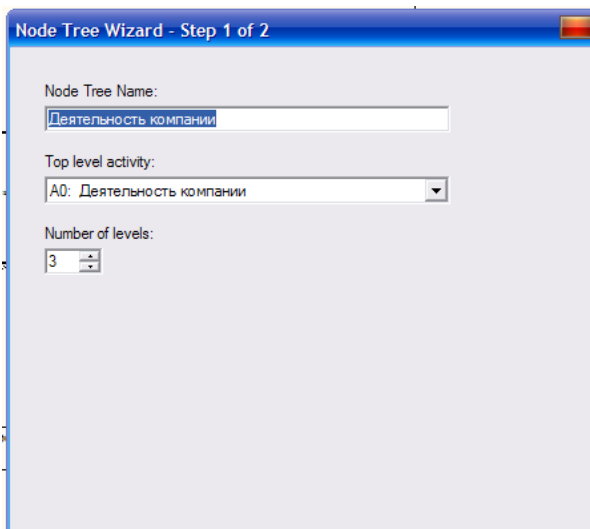 Node Tree Wizard - Step 1 of 2
Node Tree Name:
Деятельность компании
Top level activity:
A0: Деятельность компании
Number of levels:
3